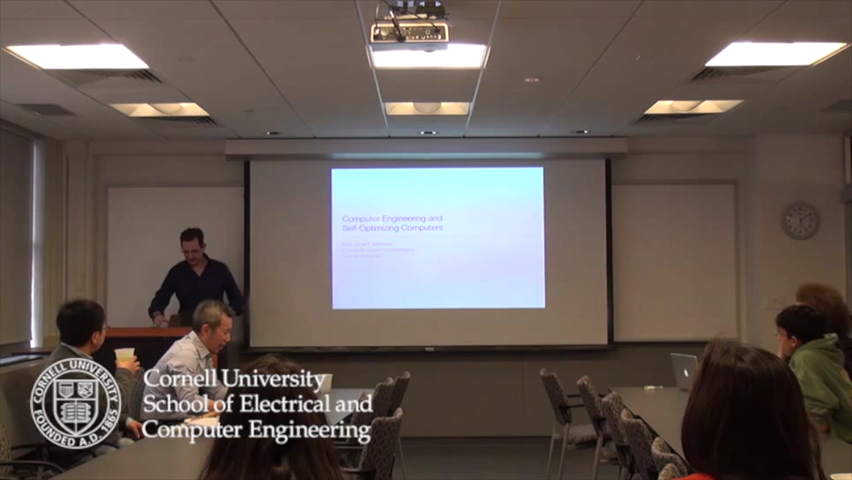 Computer Engineering and
Self-Optimizing Computers
CORNELL UNIVERSITY
FOUNDED A.D. 1865
Cornell University
School of Electrical and
Computer Engineering